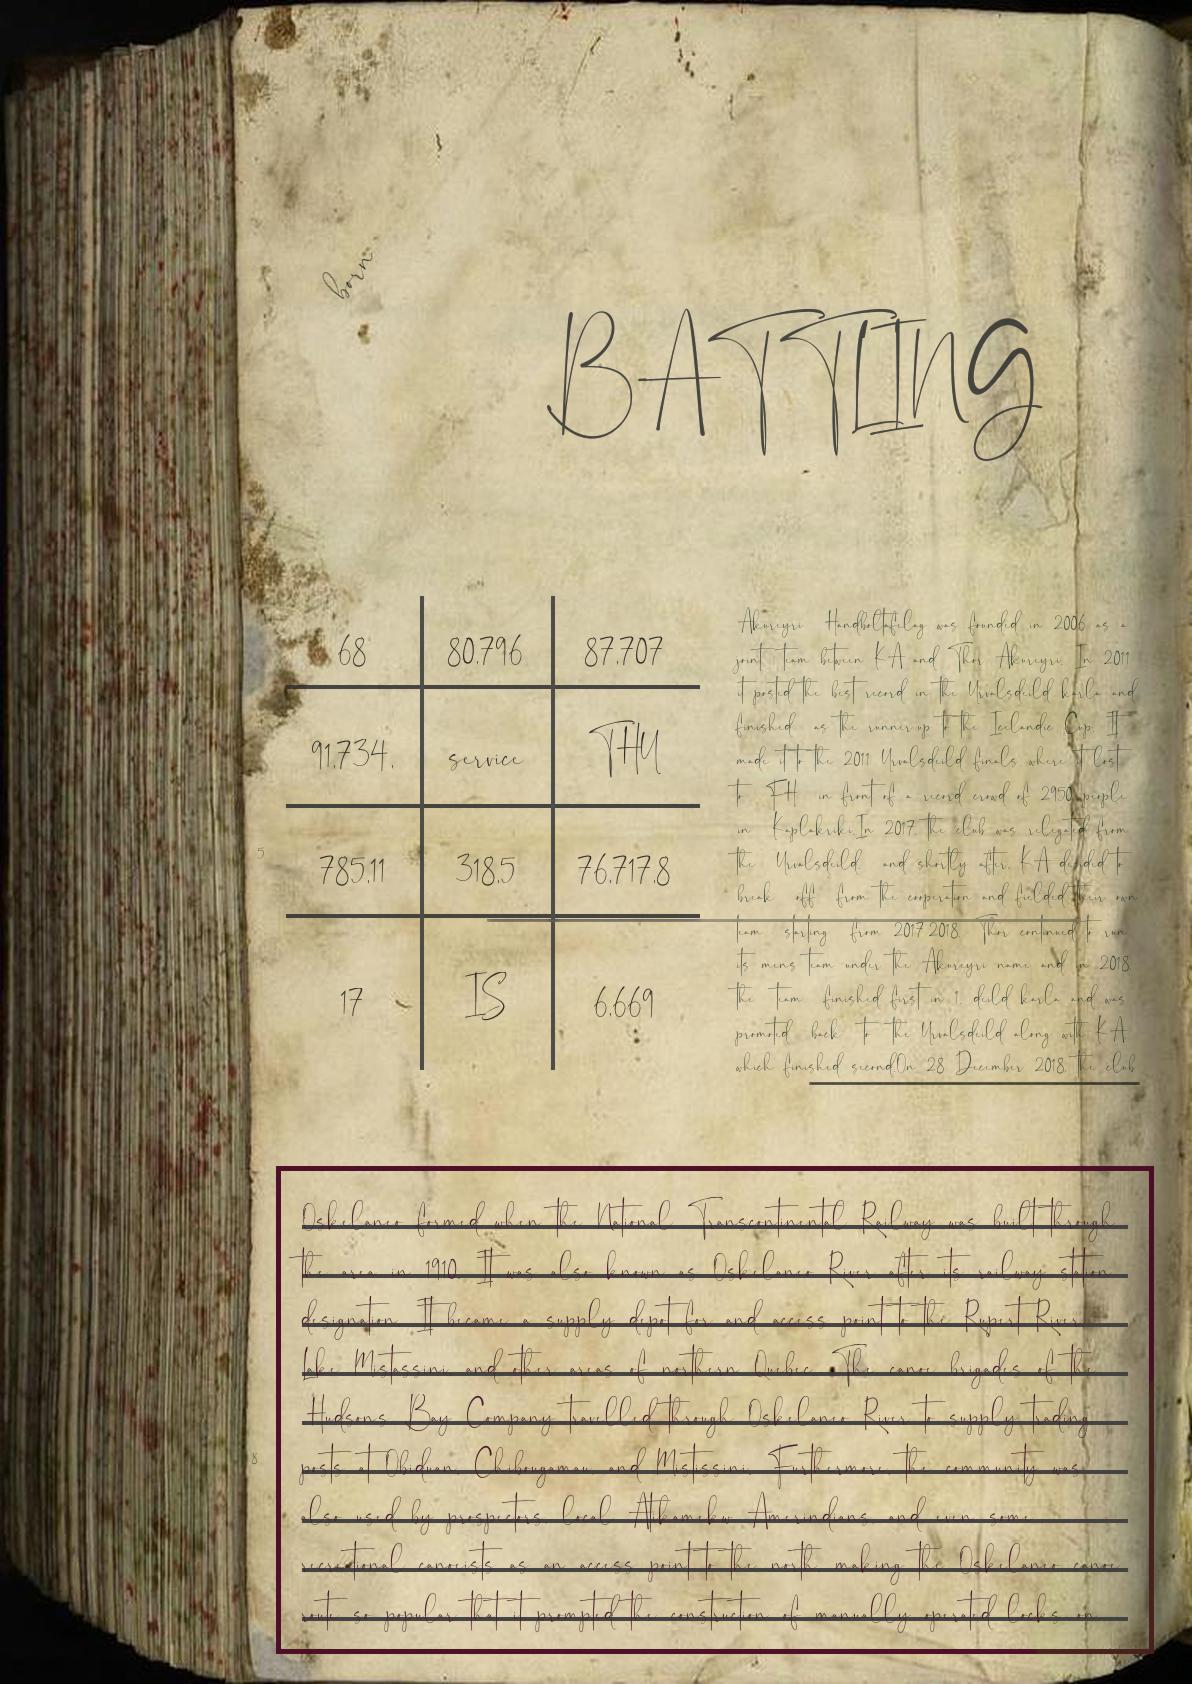 born
BATTLING
68 80.796 87.707
91.734. service THU
785.11 318.5 76.717.8
17 IS 6.669
Akureyri Handboltafelag was founded in 2006 as a
joint team between KA and Thor Akureyri. In 2011
it posted the best record in the Urvalsdeild karla and
finished as the runner-up to the Icelandic Cup. It
made it to the 2011 Urvalsdeild finals where it lost
to FH in front of a record crowd of 2950 people
in Kaplakriki.In 2017, the club was relegated from
the Urvalsdeild and shortly after, KA decided to
break off from the cooperation and fielded their own
team starting from 2017 2018. Thor continued to run
its mens team under the Akureyri name and in 2018
the team finished first in 1. deild karla and was
promoted back to the Urvalsdeild along with KA
which finished second.On 28 December 2018, the club
5
Oskelaneo formed when the National Transcontinental Railway was built through
the area in 1910. It was also known as Oskelaneo River after its railway station
designation. It became a supply depot for and access point to the Rupert River,
Lake Mistassini and other areas of northern Quebec. The canoe brigades of the
Hudsons Bay Company travelled through Oskelaneo River to supply trading
posts at Obiduan, Chibougamau, and Mistissini. Furthermore, the community was
8
also used by prospectors, local Atikamekw Amerindians, and even some
recreational canoeists as an access point to the north, making the Oskelaneo canoe
route so popular that it prompted the construction of manually operated locks on